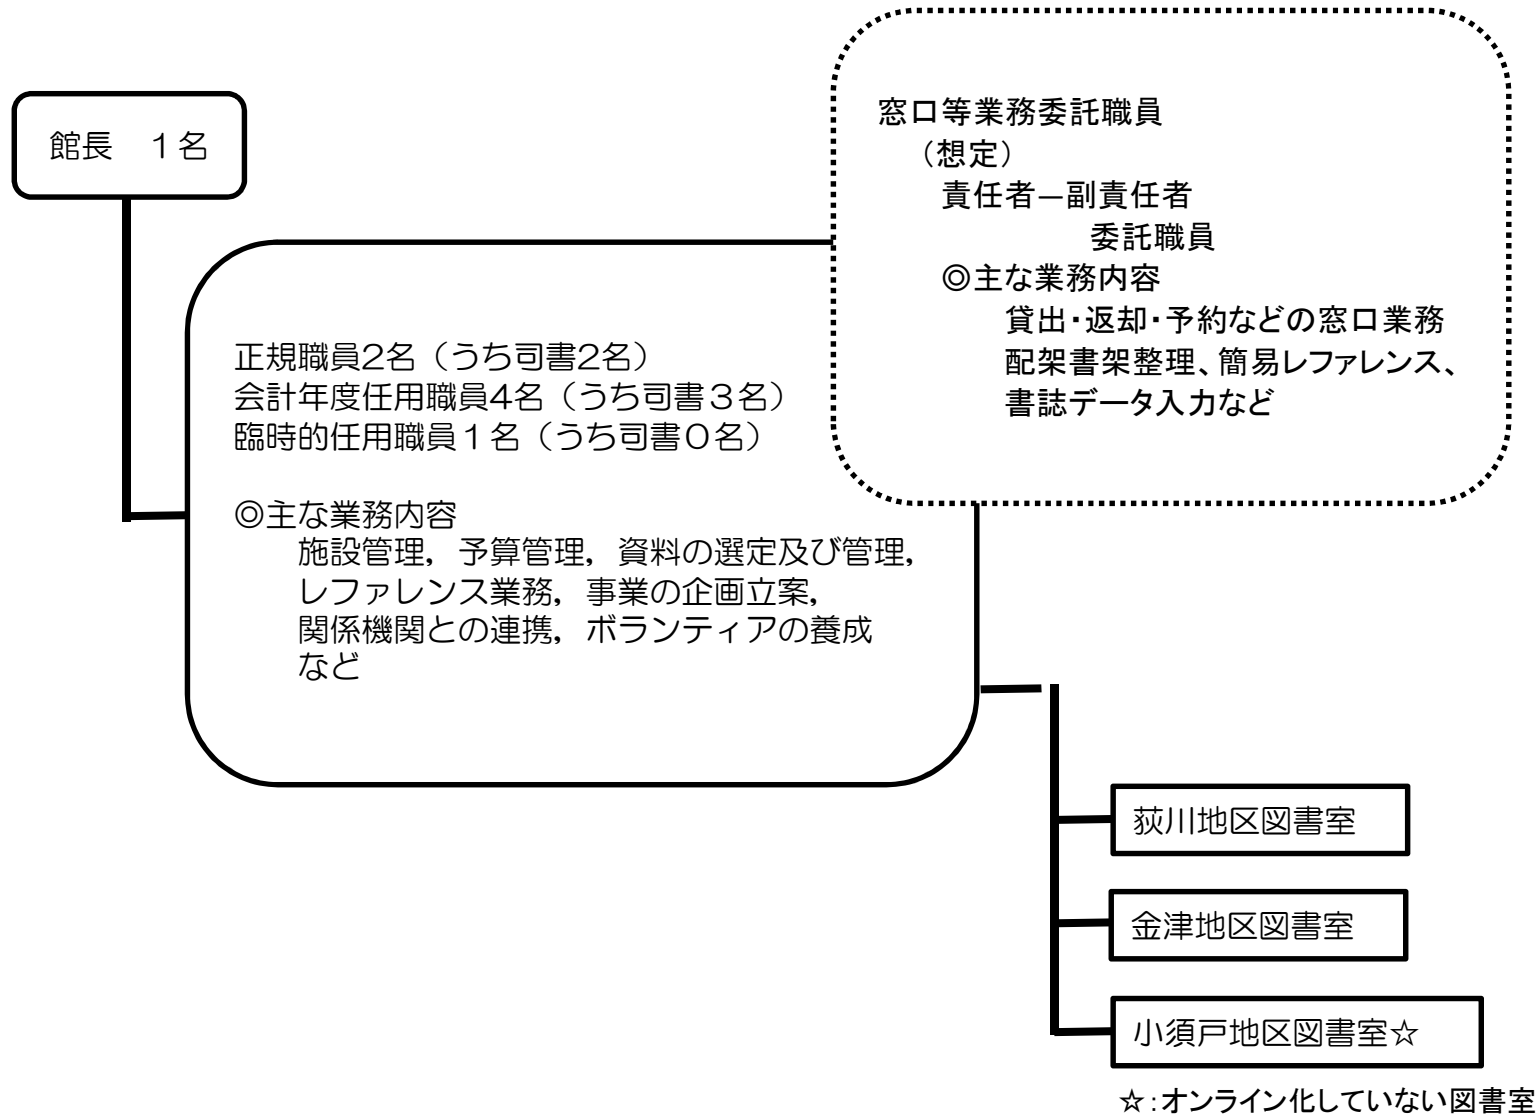 館長　１名
窓口等業務委託職員
（想定）
責任者―副責任者
委託職員
◎主な業務内容
貸出・返却・予約などの窓口業務
配架書架整理、簡易レファレンス、
書誌データ入力など
正規職員2名（うち司書2名）
会計年度任用職員4名（うち司書３名）
臨時的任用職員１名（うち司書０名）
◎主な業務内容
施設管理，予算管理，資料の選定及び管理，
レファレンス業務，事業の企画立案，
関係機関との連携，ボランティアの養成
など
荻川地区図書室
金津地区図書室
小須戸地区図書室☆
☆：オンライン化していない図書室